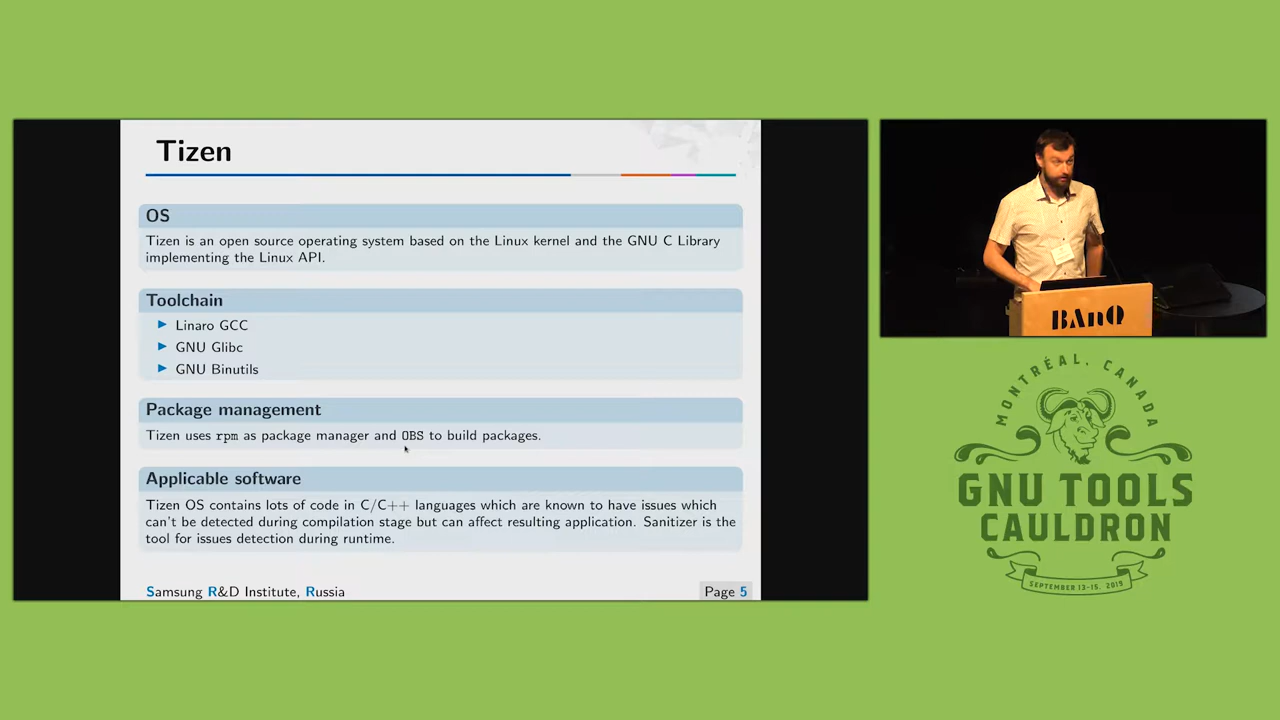 Tizen
OS
Tizen is an open source operating system based on the Linux kernel and the GNU C Library
implementing the Linux API.
Toolchain
Linaro GCC
GNU Glibc
GNU Binutils
Package management
Tizen uses rpm as package manager and OBS to build packages.
Applicable software
Tizen OS contains lots of code in C/C++ languages which are known to have issues which
can't be detected during compilation stage but can affect resulting application. Sanitizer is the
tool for issues detection during runtime.
Samsung R&D Institute, Russia
Page 5
BAnQ
MONTRÉAL, CANADA
GNU TOOLS
CAULDRON
SEPTEMBER 13-15, 2019